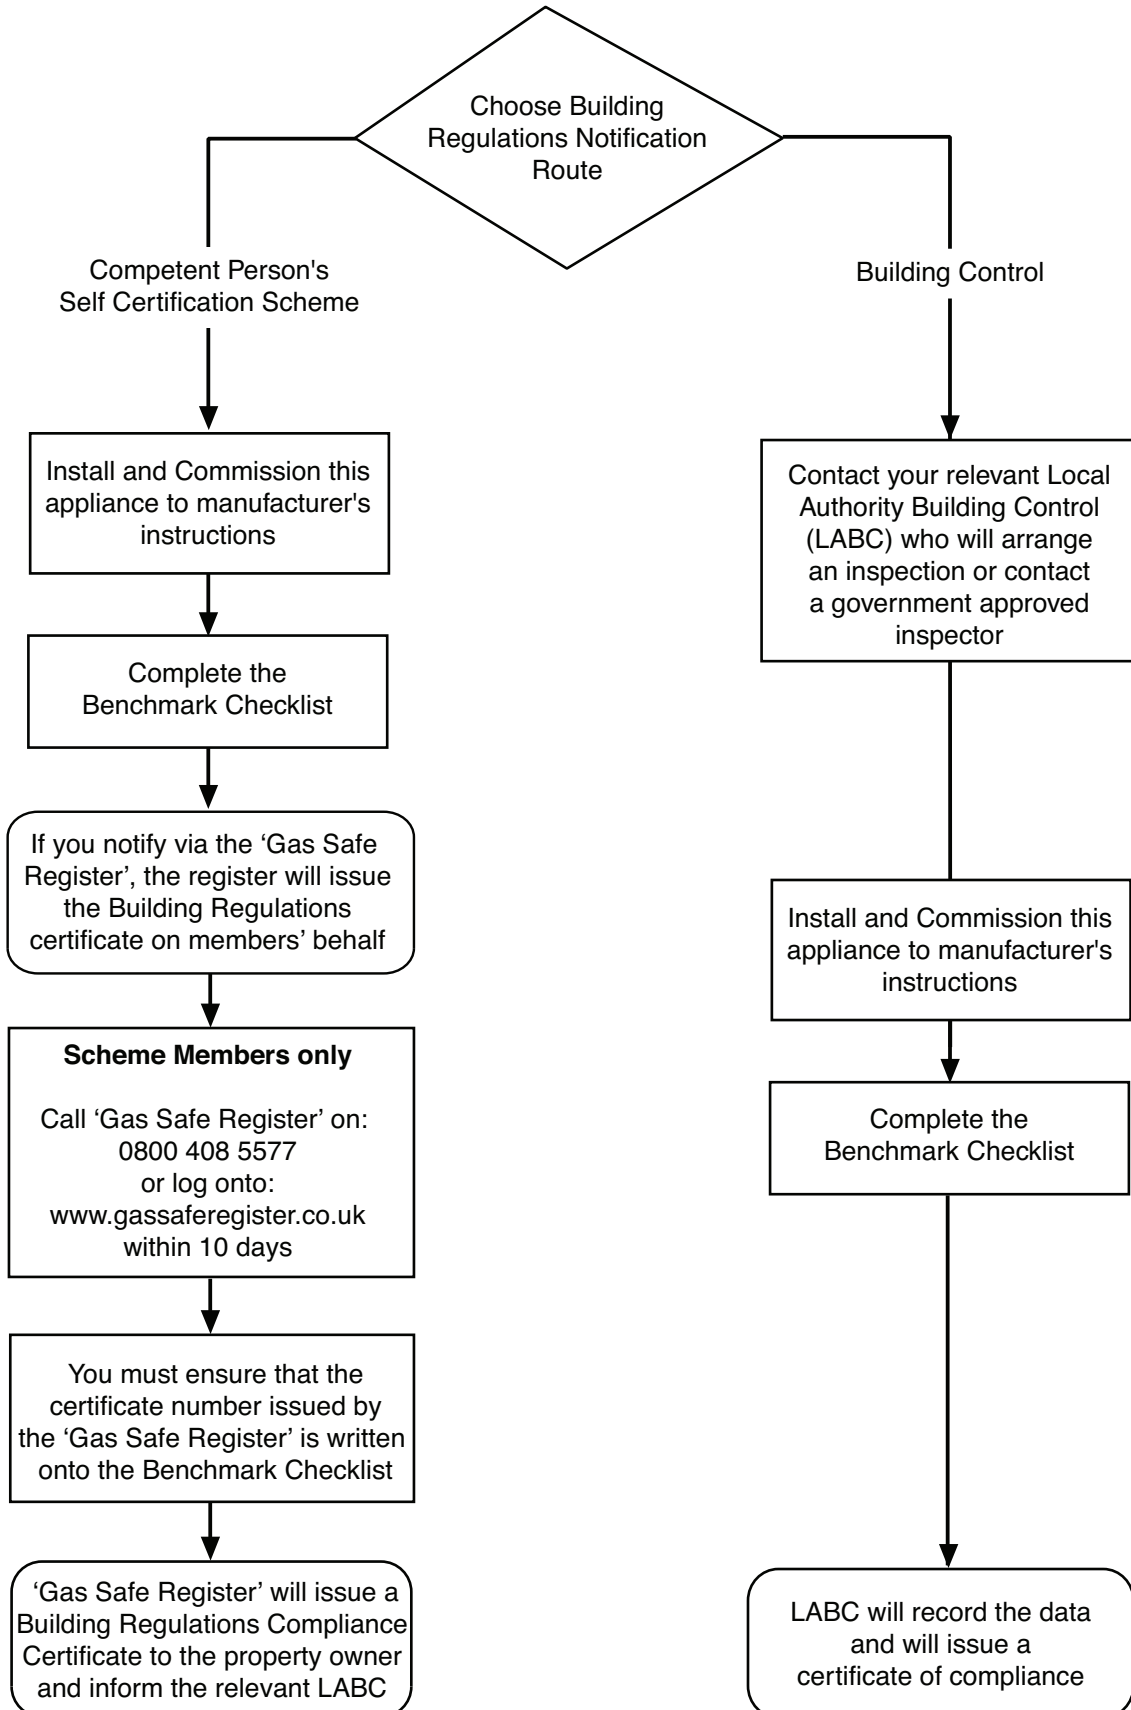 Choose Building
Regulations Notification
Route
Competent Person's
Self Certification Scheme
Building Control
Install and Commission this
appliance to manufacturer's
instructions
Complete the
Benchmark Checklist
If you notify via the ‘Gas Safe
Register’, the register will issue
the Building Regulations
certificate on members’ behalf
Scheme Members only
Call ‘Gas Safe Register’ on:
0800 408 5577
or log onto:
www.gassaferegister.co.uk
within 10 days
You must ensure that the
certificate number issued by
the ‘Gas Safe Register’ is written
onto the Benchmark Checklist
‘Gas Safe Register’ will issue a
Building Regulations Compliance
Certificate to the property owner
and inform the relevant LABC
Contact your relevant Local
Authority Building Control
(LABC) who will arrange
an inspection or contact
a government approved
inspector
Install and Commission this
appliance to manufacturer's
instructions
Complete the
Benchmark Checklist
LABC will record the data
and will issue a
certificate of compliance